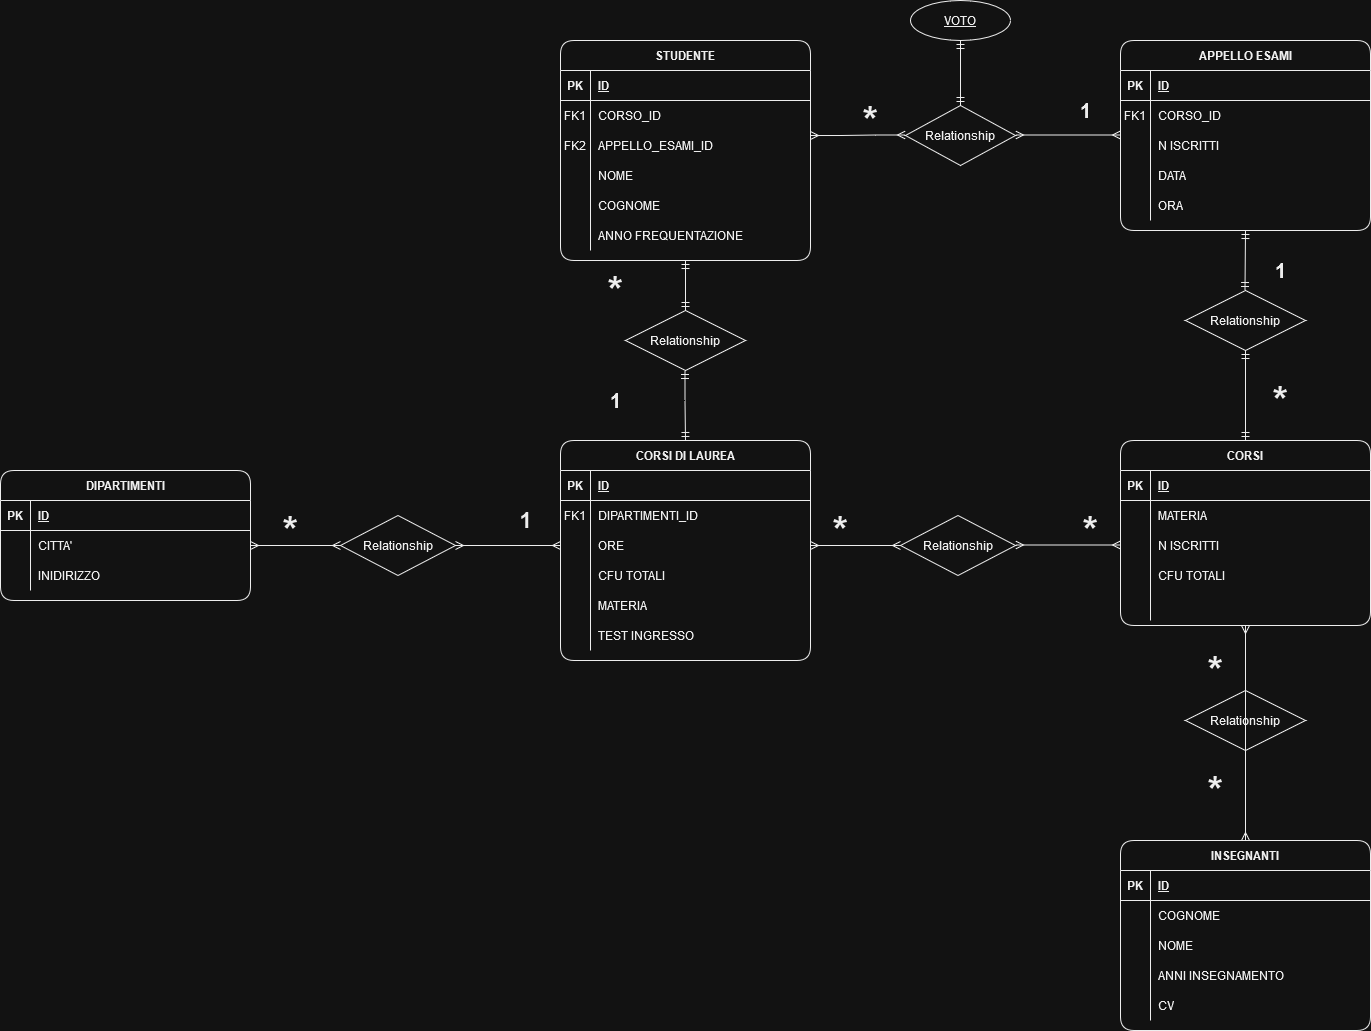 VOTO
STUDENTE
PK ID
FK1 CORSO_ID
FK2 APPELLO_ESAMI_ID
NOME
COGNOME
ANNO FREQUENTAZIONE
*
Relationship
1
APPELLO ESAMI
PK ID
FK1 CORSO_ID
N ISCRITTI
DATA
ORA
*
Relationship
1
1
Relationship
*
DIPARTIMENTI
PK ID
CITTA'
INIDIRIZZO
*
Relationship
1
CORSI DI LAUREA
PK ID
FK1 DIPARTIMENTI_ID
ORE
CFU TOTALI
MATERIA
TEST INGRESSO
*
Relationship
*
CORSI
PK ID
MATERIA
N ISCRITTI
CFU TOTALI
*
Relationship
*
INSEGNANTI
PK ID
COGNOME
NOME
ANNI INSEGNAMENTO
CV